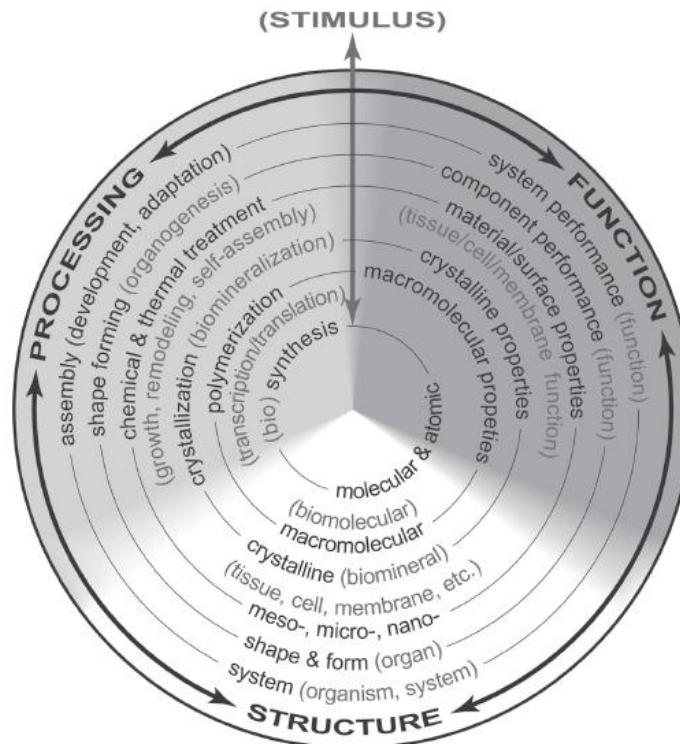 (STIMULUS)
PROCESSING
assembly (development, adaptation)
shape forming (organogenesis)
chemical & thermal treatment
(growth, remodeling, self-assembly)
crystallization (biomineralization)
polymerization
(transcription/translation)
(bio) synthesis
FUNCTION
system performance (function)
component performance (function)
material/surface properties
(tissue/cell/membrane function)
crystalline properties
macromolecular propeties
molecular & atomic
(biomolecular)
macromolecular
crystalline (biomineral)
(tissue, cell, membrane, etc.)
meso-, micro-, nano-
shape & form (organ)
system (organism, system)
STRUCTURE